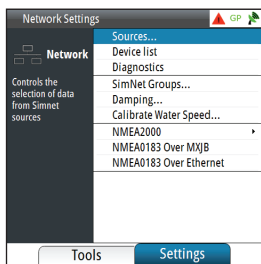 Network Settings
GP
Network
Controls the
selection of data
from Simnet
sources
Sources...
Device list
Diagnostics
SimNet Groups...
Damping...
Calibrate Water Speed...
NMEA2000
NMEA0183 Over MXJB
NMEA0183 Over Ethernet
Tools
Settings